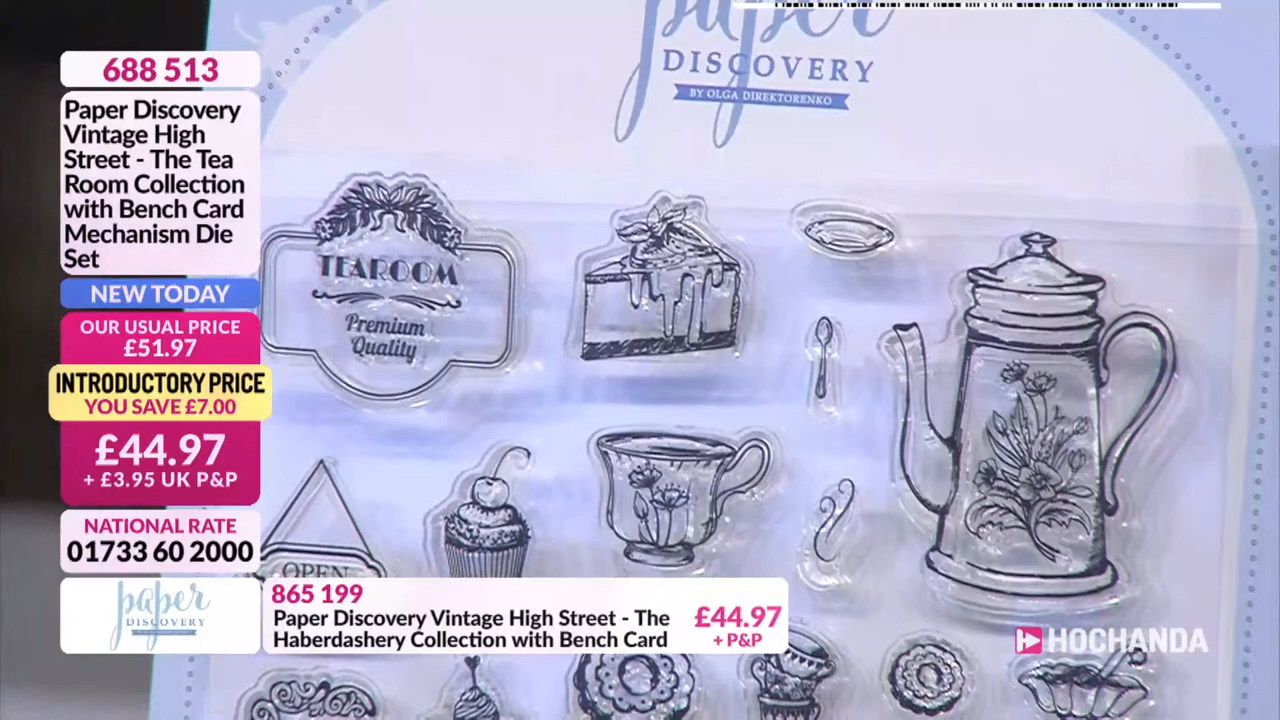 paper
DISCOVERY
BY OLGA DIREKTORENKO
688 513
Paper Discovery
Vintage High
Street - The Tea
Room Collection
with Bench Card
Mechanism Die
Set
NEW TODAY
OUR USUAL PRICE
£51.97
INTRODUCTORY PRICE
YOU SAVE £7.00
£44.97
+ £3.95 UK P&P
NATIONAL RATE
01733 60 2000
TEAROOM
Premium
Quality
OPEN
paper
DISCOVERY
865 199
Paper Discovery Vintage High Street - The
Haberdashery Collection with Bench Card
£44.97
+ P&P
HOCHANDA